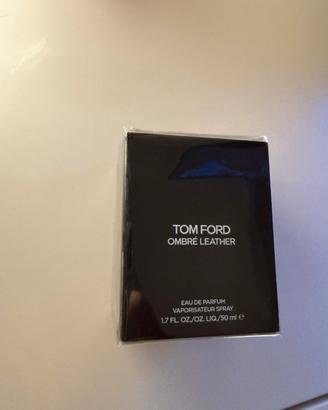 TOM FORD
OMBRÉ LEATHER
EAU DE PARFUM
VAPORISATEUR SPRAY
1.7 FL. OZ./OZ. LIQ./50 ml ℮